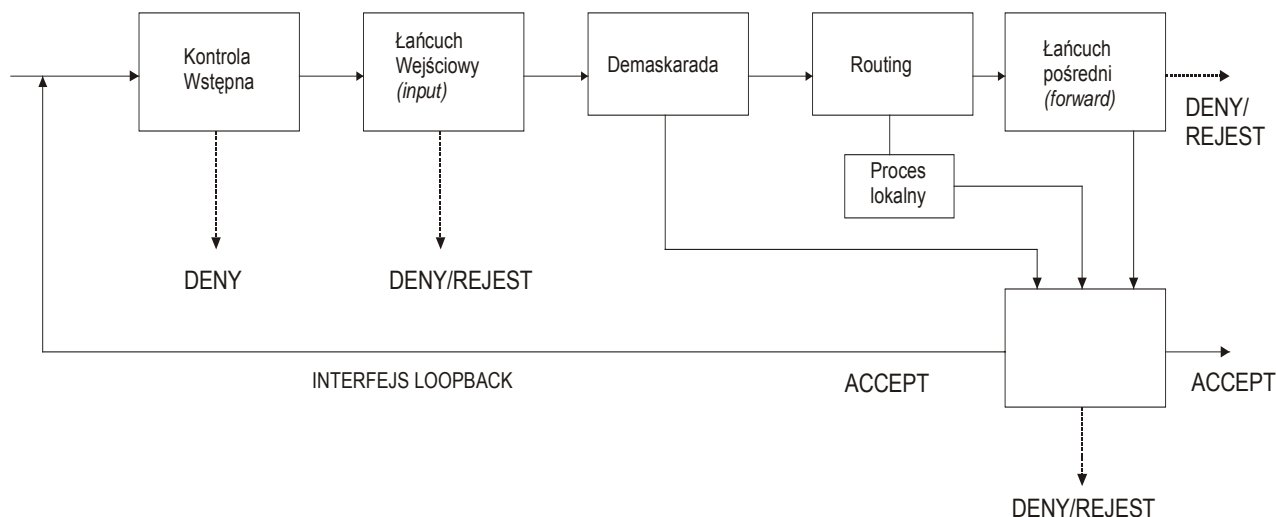 Kontrola
Wstępna
Łańcuch
Wejściowy
(input)
Demaskarada
Routing
Łańcuch
pośredni
(forward)
DENY/
REJEST
Proces
lokalny
DENY
DENY/REJEST
INTERFEJS LOOPBACK
ACCEPT
ACCEPT
DENY/REJEST